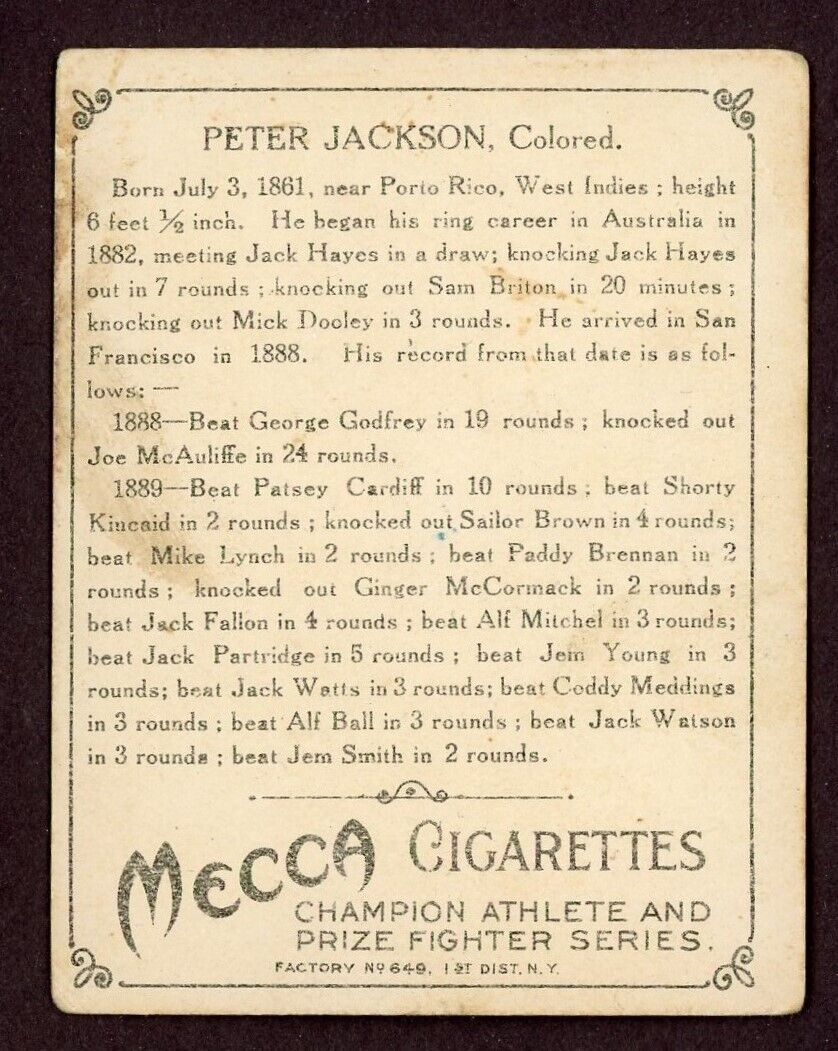 PETER JACKSON, Colored.
Born July 3, 1861, near Porto Rico, West Indies ; height
6 feet ½ inch. He began his ring career in Australia in
1882, meeting Jack Hayes in a draw; knocking Jack Hayes
out in 7 rounds ; knocking out Sam Briton in 20 minutes ;
knocking out Mick Dooley in 3 rounds. He arrived in San
Francisco in 1888. His record from that date is as fol-
lows: —
1888—Beat George Godfrey in 19 rounds ; knocked out
Joe McAuliffe in 24 rounds.
1889—Beat Patsey Cardiff in 10 rounds ; beat Shorty
Kincaid in 2 rounds ; knocked out Sailor Brown in 4 rounds;
beat Mike Lynch in 2 rounds ; beat Paddy Brennan in 2
rounds ; knocked out Ginger McCormack in 2 rounds ;
beat Jack Fallon in 4 rounds ; beat Alf Mitchel in 3 rounds;
beat Jack Partridge in 5 rounds ; beat Jem Young in 3
rounds; beat Jack Watts in 3 rounds; beat Coddy Meddings
in 3 rounds ; beat Alf Ball in 3 rounds ; beat Jack Watson
in 3 rounds ; beat Jem Smith in 2 rounds.
MECCA CIGARETTES
CHAMPION ATHLETE AND
PRIZE FIGHTER SERIES.
FACTORY Nº 649, 1ST DIST. N.Y.